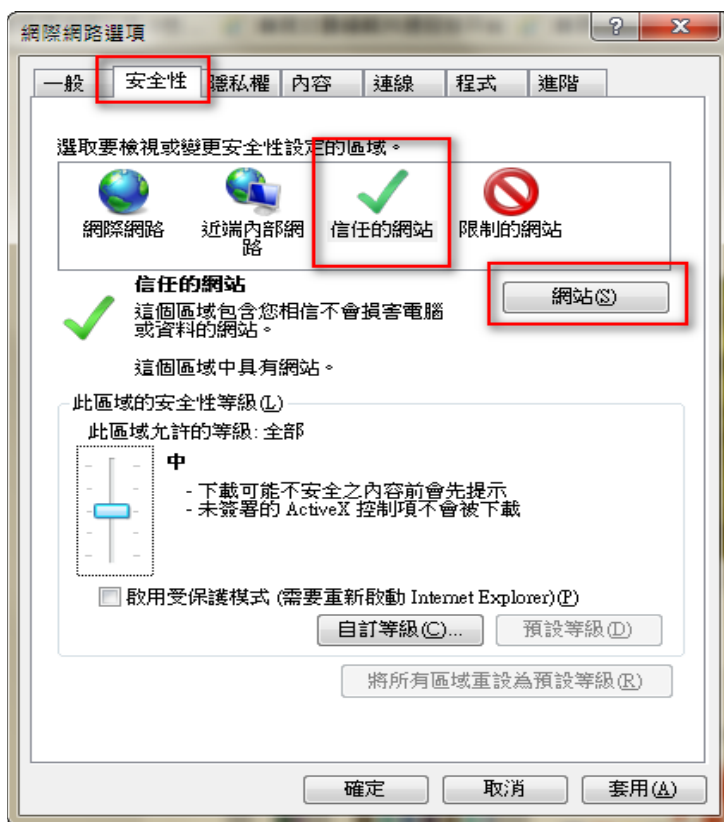 網際網路選項
一般 安全性 隱私權 內容 連線 程式 進階
選取要檢視或變更安全性設定的區域。
網際網路 近端內部網路 信任的網站 限制的網站
信任的網站
這個區域包含您相信不會損害電腦
或資料的網站。
網站(S)
這個區域中具有網站。
此區域的安全性等級(L)
此區域允許的等級: 全部
中
- 下載可能不安全之內容前會先提示
- 未簽署的 ActiveX 控制項不會被下載
啟用受保護模式 (需要重新啟動 Internet Explorer)(P)
自訂等級(C)... 預設等級(D)
將所有區域重設為預設等級(R)
確定 取消 套用(A)